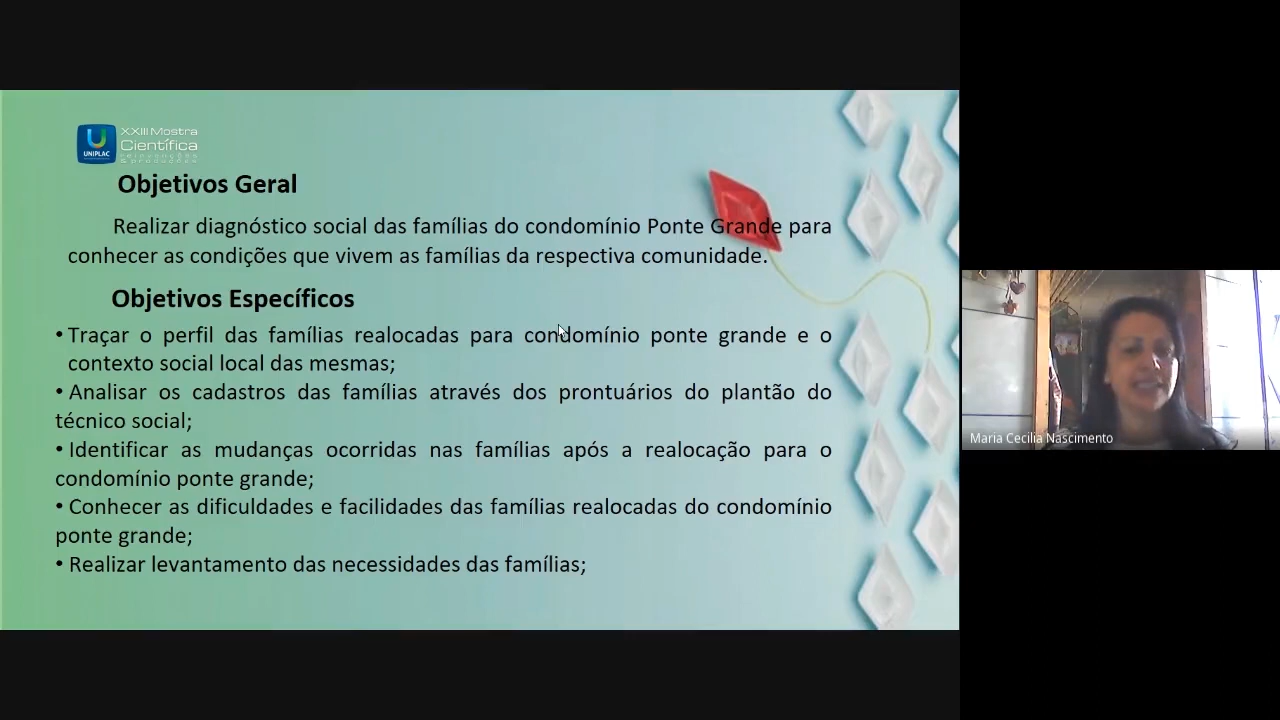 UNIPLAC
XXIII Mostra
Científica
Objetivos Geral
Realizar diagnóstico social das famílias do condomínio Ponte Grande para
conhecer as condições que vivem as famílias da respectiva comunidade.
Objetivos Específicos
• Traçar o perfil das famílias realocadas para condomínio ponte grande e o
contexto social local das mesmas;
• Analisar os cadastros das famílias através dos prontuários do plantão do
técnico social;
• Identificar as mudanças ocorridas nas famílias após a realocação para o
condomínio ponte grande;
• Conhecer as dificuldades e facilidades das famílias realocadas do condomínio
ponte grande;
• Realizar levantamento das necessidades das famílias;
Maria Cecilia Nascimento